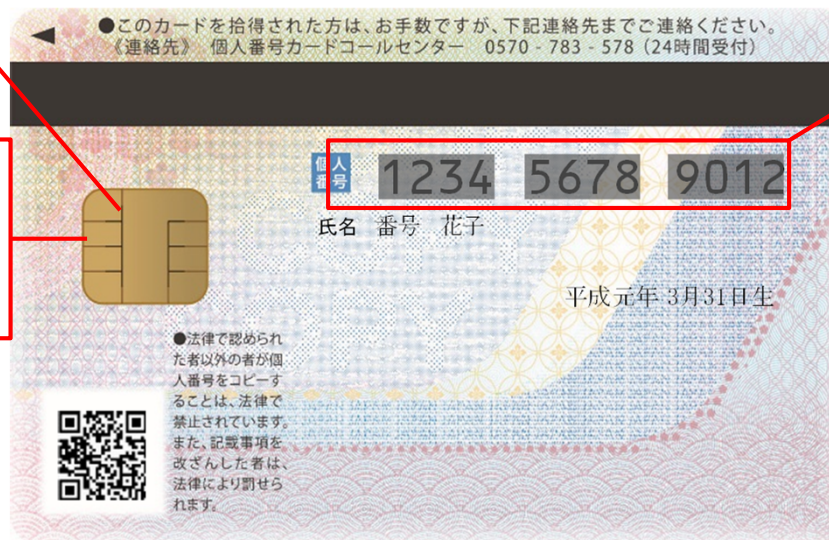 ●このカードを拾得された方は、お手数ですが、下記連絡先までご連絡ください。
《連絡先》 個人番号カードコールセンター 0570-783-578（24時間受付）
個人番号 1234 5678 9012
氏名 番号 花子
平成元年 3月31日生
COPY
COPY
●法律で認められ
た者以外の者が個
人番号をコピーす
ることは、法律で
禁止されています。
また、記載事項を
改ざんした者は、
法律により罰せら
れます。